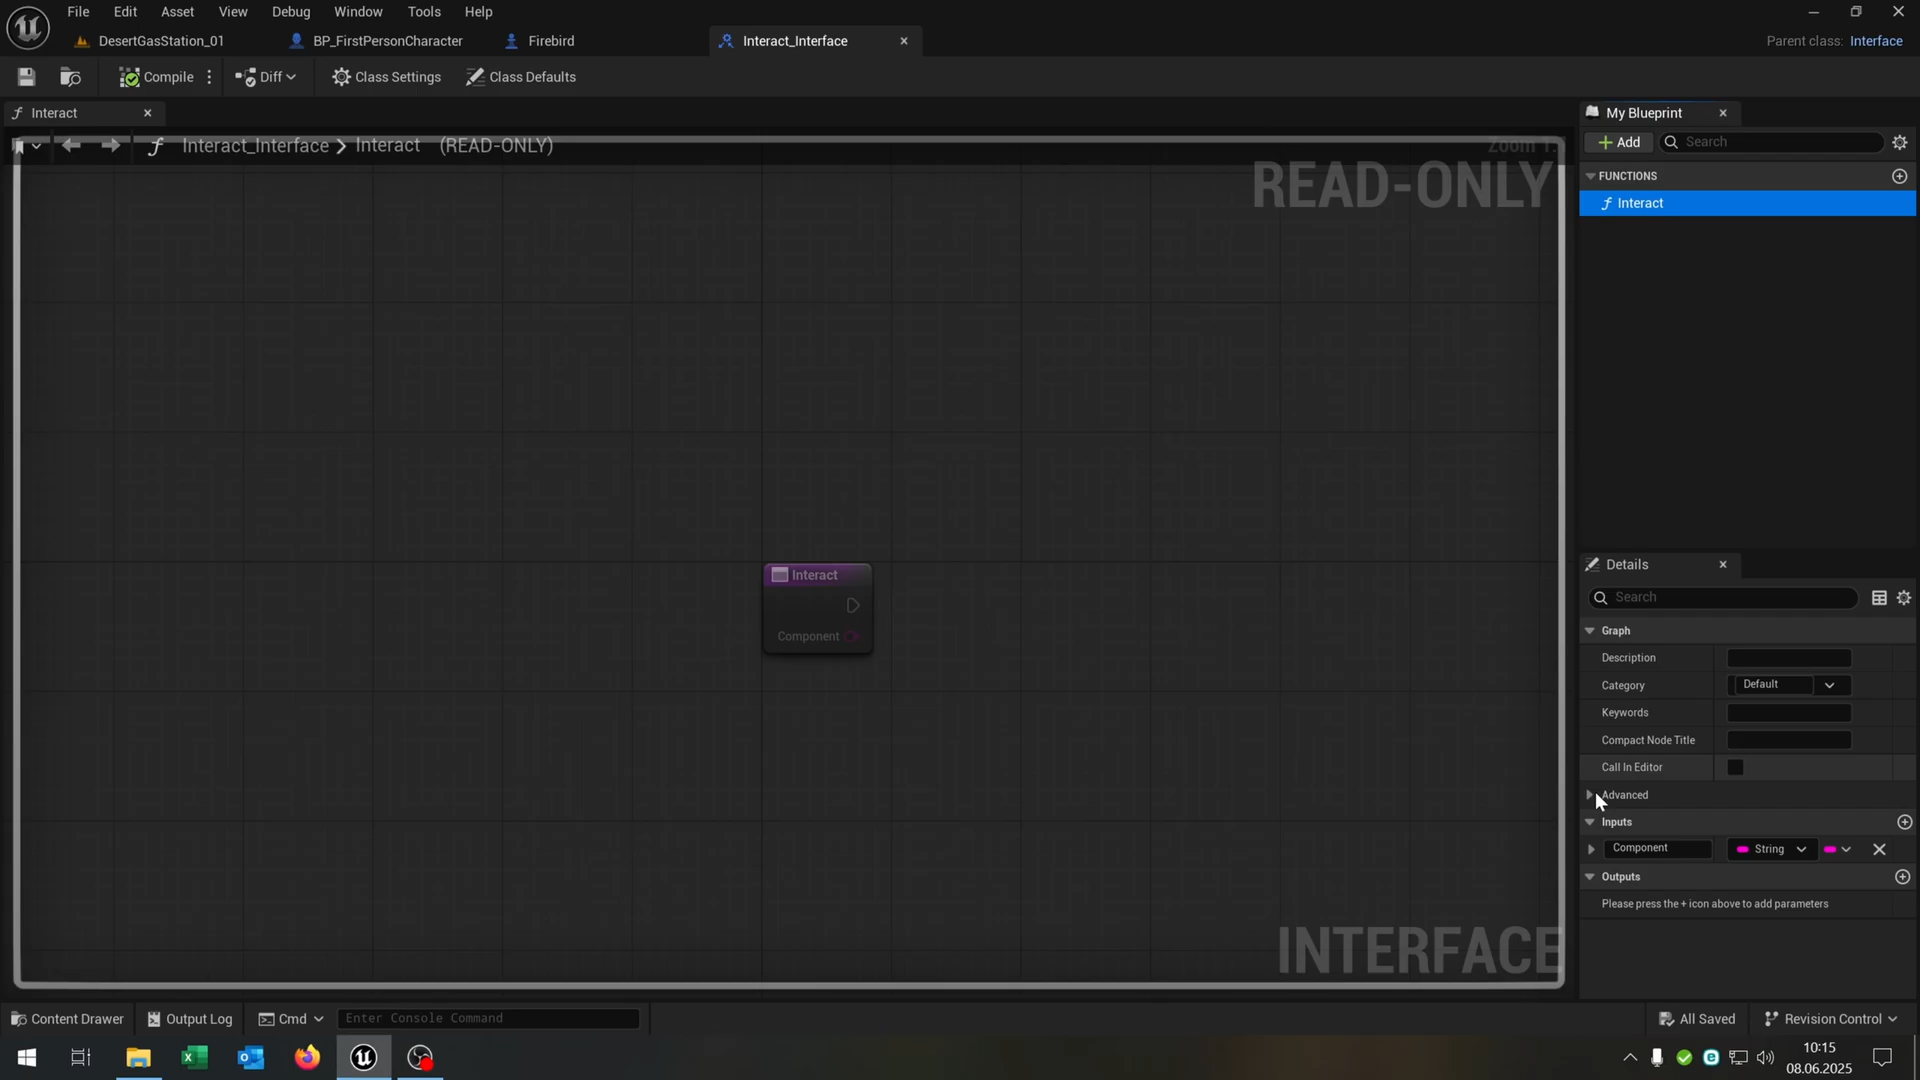 File Edit Asset View Debug Window Tools Help
DesertGasStation_01 BP_FirstPersonCharacter Firebird Interact_Interface Parent class: Interface
Compile Diff Class Settings Class Defaults
Interact
Interact_Interface > Interact (READ-ONLY)
Zoom 1:
READ-ONLY
Interact
Component
INTERFACE
My Blueprint
Add Search
FUNCTIONS
Interact
Details
Search
Graph
Description
Category Default
Keywords
Compact Node Title
Call In Editor
Advanced
Inputs
Component String
Outputs
Please press the + icon above to add parameters
Content Drawer Output Log Cmd Enter Console Command All Saved Revision Control
10:15
08.06.2025